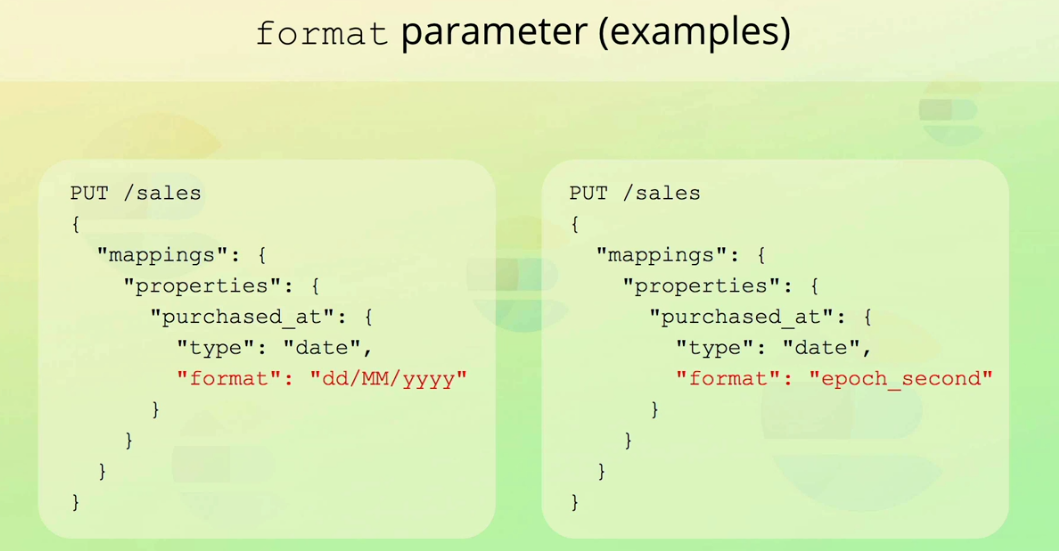 format parameter (examples)
PUT /sales
{
  "mappings": {
    "properties": {
      "purchased_at": {
        "type": "date",
        "format": "dd/MM/yyyy"
      }
    }
  }
}
PUT /sales
{
  "mappings": {
    "properties": {
      "purchased_at": {
        "type": "date",
        "format": "epoch_second"
      }
    }
  }
}